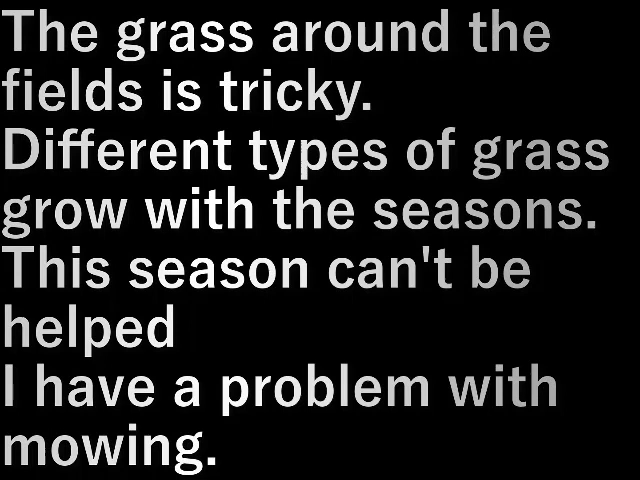 The grass around the
fields is tricky.
Different types of grass
grow with the seasons.
This season can't be
helped
I have a problem with
mowing.